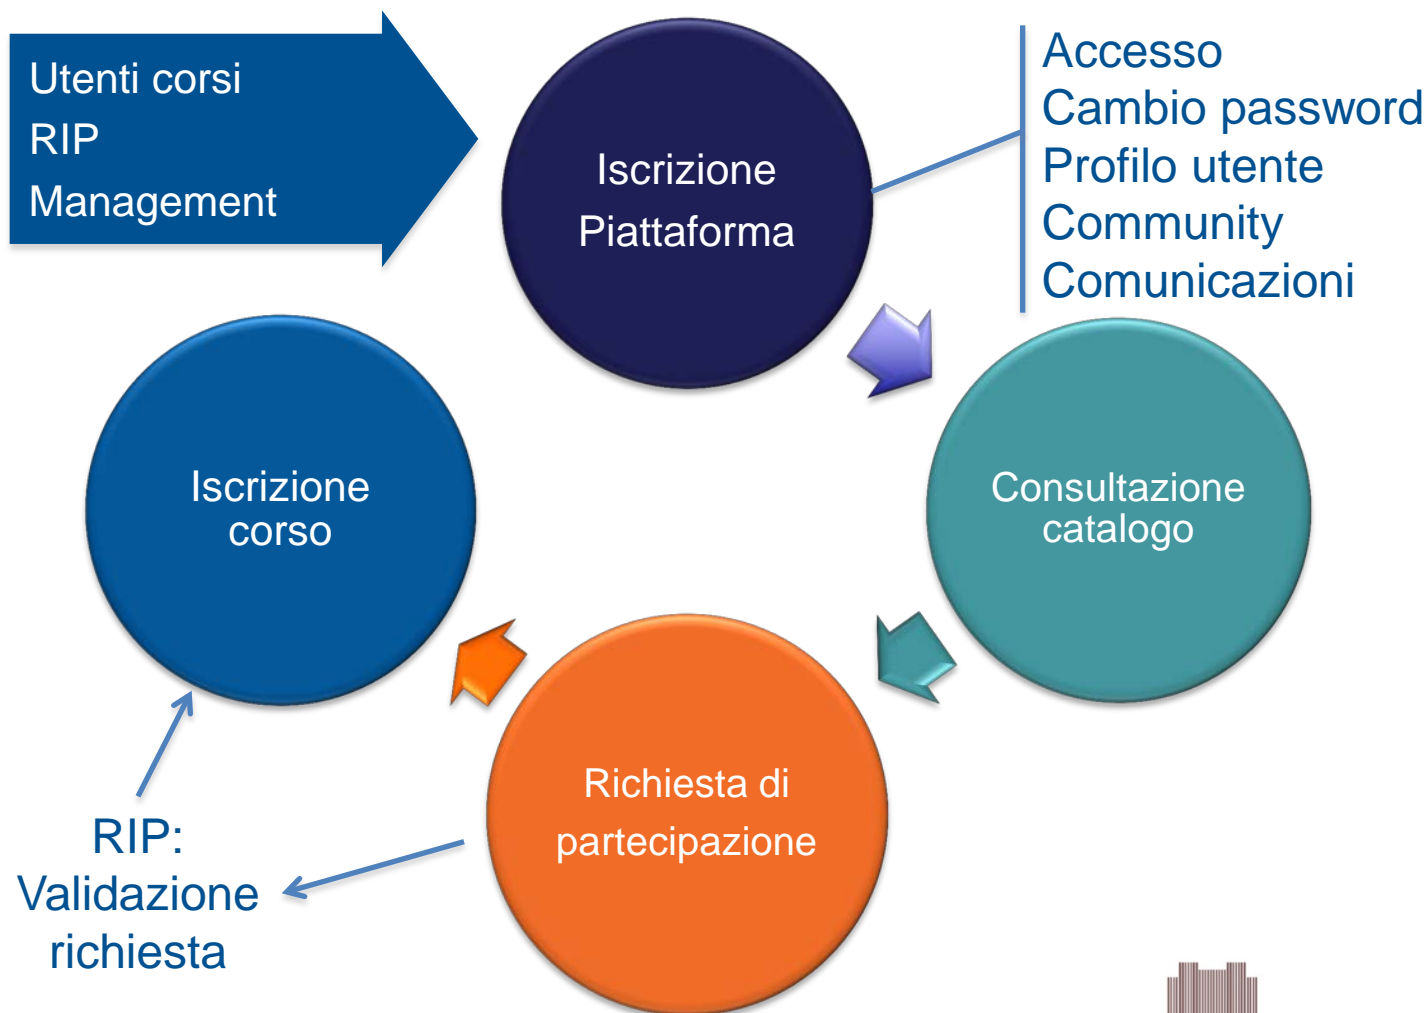 Utenti corsi
RIP
Management
Iscrizione
Piattaforma
Accesso
Cambio password
Profilo utente
Community
Comunicazioni
Iscrizione
corso
Consultazione
catalogo
Richiesta di
partecipazione
RIP:
Validazione
richiesta